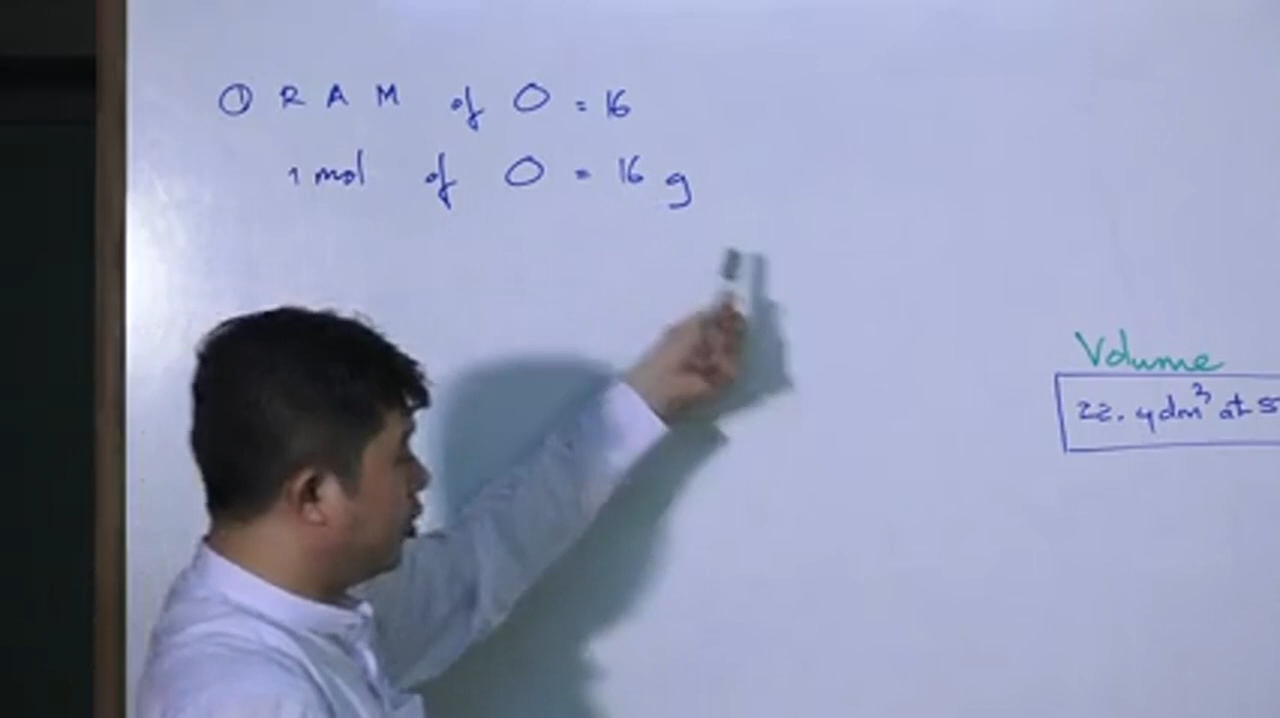 ① R A M of O = 16
1 mol of O = 16 g
Volume
22.4 dm³ at S